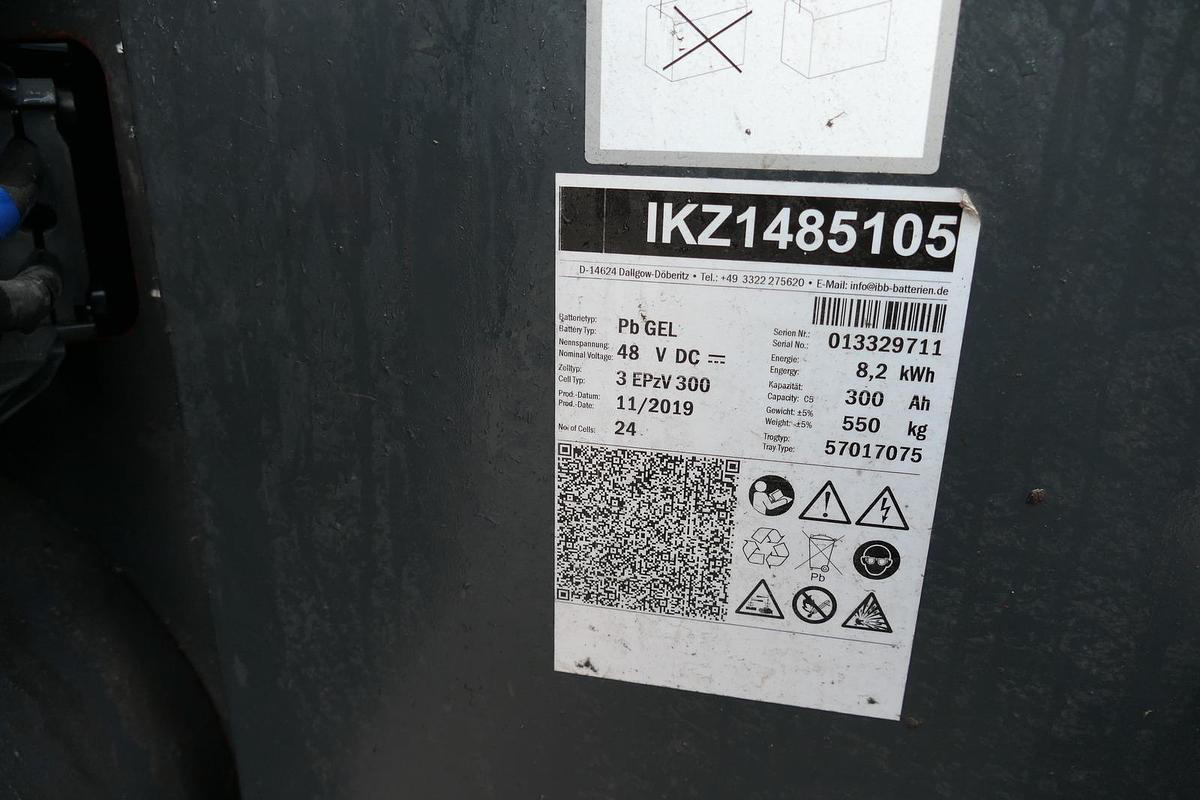 IKZ1485105
D-14624 Dallgow-Döberitz • Tel.: +49 3322 275620 • E-Mail: info@ibb-batterien.de
Batterietyp:
Battery Typ: Pb GEL
Nennspannung:
Nominal Voltage: 48 V DC
Zelltyp:
Cell Typ: 3 EPzV 300
Prod.-Datum:
Prod.-Date: 11/2019
No. of Cells: 24
Serien Nr.:
Serial No.: 013329711
Energie:
Engergy: 8,2 kWh
Kapazität:
Capacity: C5 300 Ah
Gewicht: ±5%
Weight: ±5% 550 kg
Trogtyp:
Tray Type: 57017075
Pb